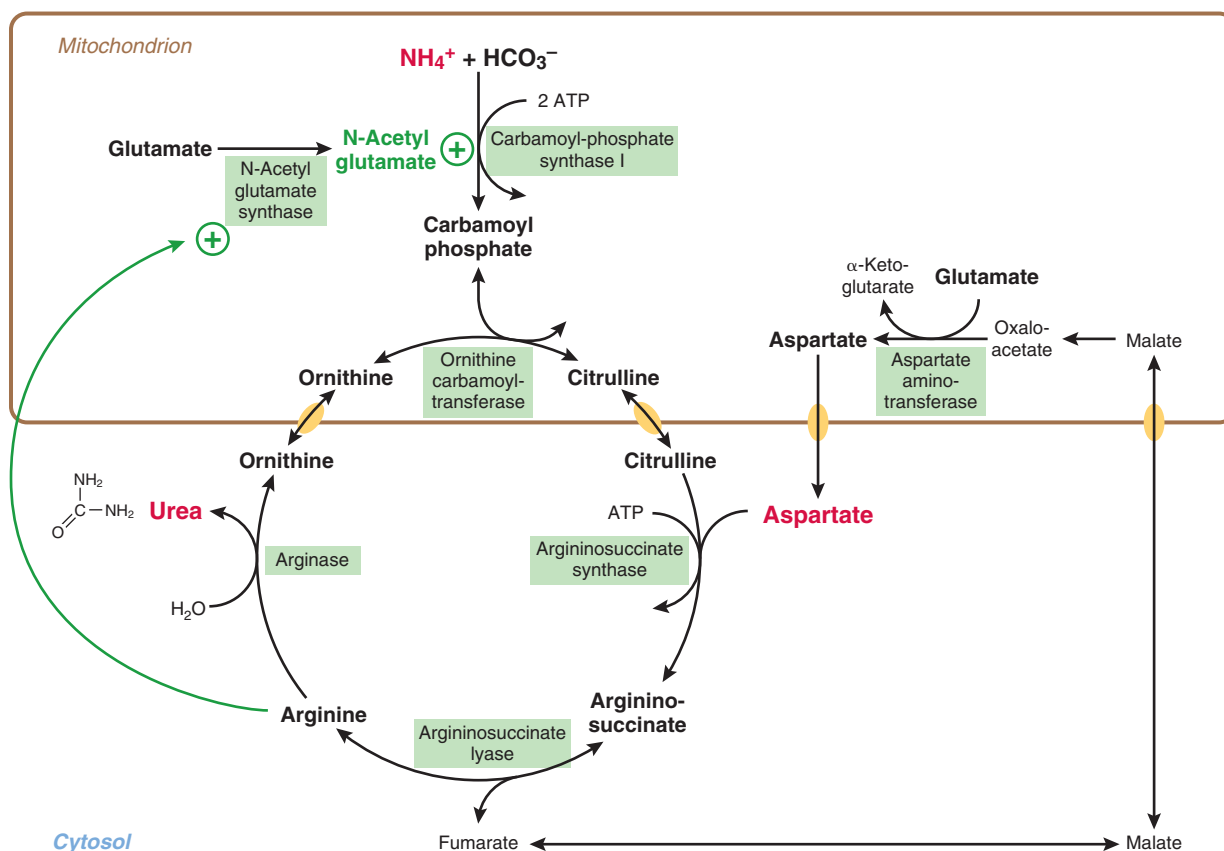 Mitochondrion
NH₄⁺ + HCO₃⁻
2 ATP
Carbamoyl-phosphate
synthase I
N-Acetyl
glutamate
+
Glutamate
N-Acetyl
glutamate
synthase
+
Carbamoyl
phosphate
α-Keto-
glutarate
Glutamate
Aspartate
Oxalo-
acetate
Malate
Aspartate
amino-
transferase
Ornithine
Ornithine
carbamoyl-
transferase
Citrulline
Ornithine
Citrulline
NH₂
C
NH₂
O
Urea
ATP
Aspartate
Arginase
Argininosuccinate
synthase
H₂O
Arginine
Arginino-
succinate
Argininosuccinate
lyase
Cytosol
Fumarate
Malate